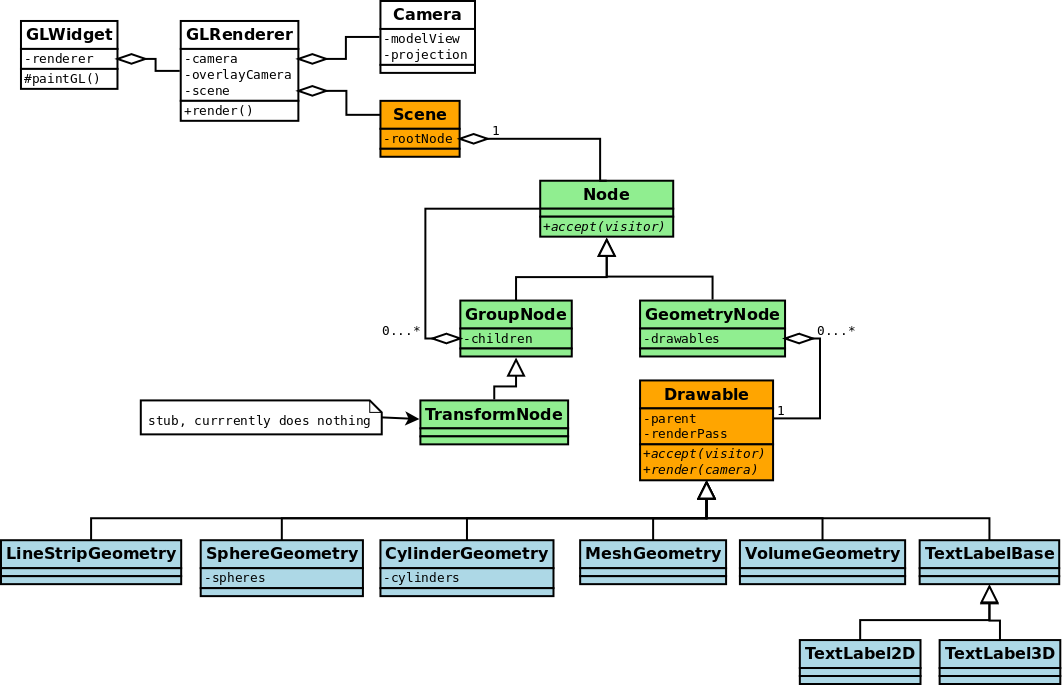 Camera
-modelView
-projection
GLWidget
-renderer
#paintGL()
GLRenderer
-camera
-overlayCamera
-scene
+render()
Scene
-rootNode
1
Node
+accept(visitor)
GroupNode
-children
0...*
GeometryNode
-drawables
0...*
TransformNode
stub, currrently does nothing
Drawable
-parent
-renderPass
+accept(visitor)
+render(camera)
1
LineStripGeometry
SphereGeometry
-spheres
CylinderGeometry
-cylinders
MeshGeometry
VolumeGeometry
TextLabelBase
TextLabel2D
TextLabel3D